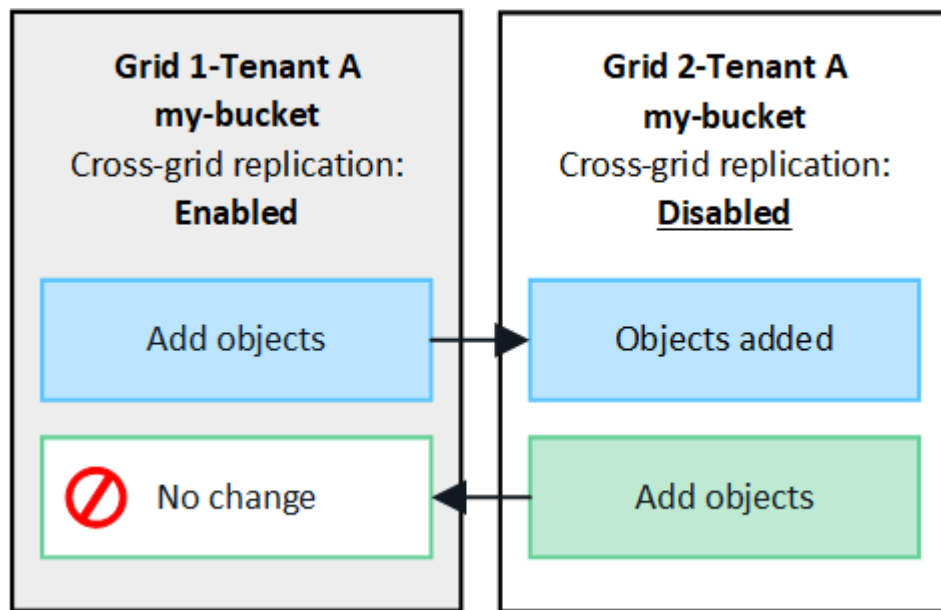 Grid 1-Tenant A
my-bucket
Cross-grid replication:
Enabled
Add objects
No change
Grid 2-Tenant A
my-bucket
Cross-grid replication:
Disabled
Objects added
Add objects